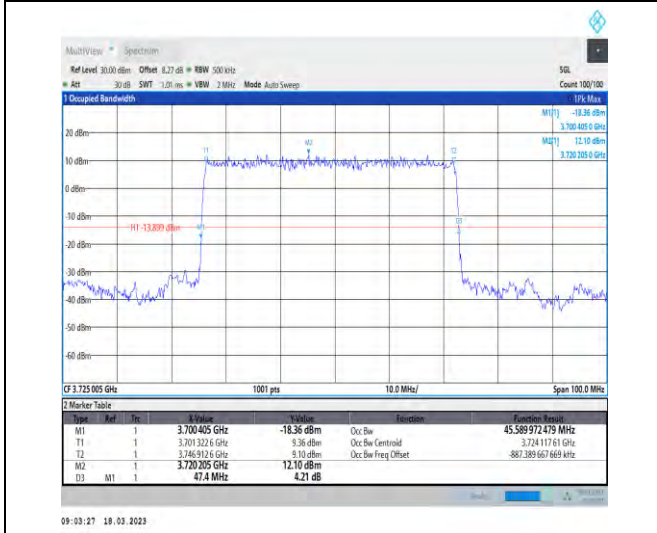 MultiView Spectrum
Ref Level 30.00 dBm Offset 8.27 dB RBW 500 kHz SGL
Att 30 dB SWT 1.01 ms VBW 2 MHz Mode Auto Sweep Count 100/100
1 Occupied Bandwidth 1Pk Max
M1[1] -18.36 dBm
3.700 405 0 GHz
M2[1] 12.10 dBm
3.720 205 0 GHz
20 dBm
M2
T1 T2
10 dBm
0 dBm
-10 dBm
D3
H1 -13.899 dBm M1
-20 dBm
-30 dBm
-40 dBm
-50 dBm
-60 dBm
CF 3.725 005 GHz 1001 pts 10.0 MHz/ Span 100.0 MHz
2 Marker Table
Type Ref Trc X-Value Y-Value Function Function Result
M1 1 3.700 405 GHz -18.36 dBm Occ Bw 45.589 972 479 MHz
T1 1 3.701 322 6 GHz 9.36 dBm Occ Bw Centroid 3.724 117 61 GHz
T2 1 3.746 912 6 GHz 9.10 dBm Occ Bw Freq Offset -887.389 667 669 kHz
M2 1 3.720 205 GHz 12.10 dBm
D3 M1 1 47.4 MHz 4.21 dB
09:03:27 18.03.2023